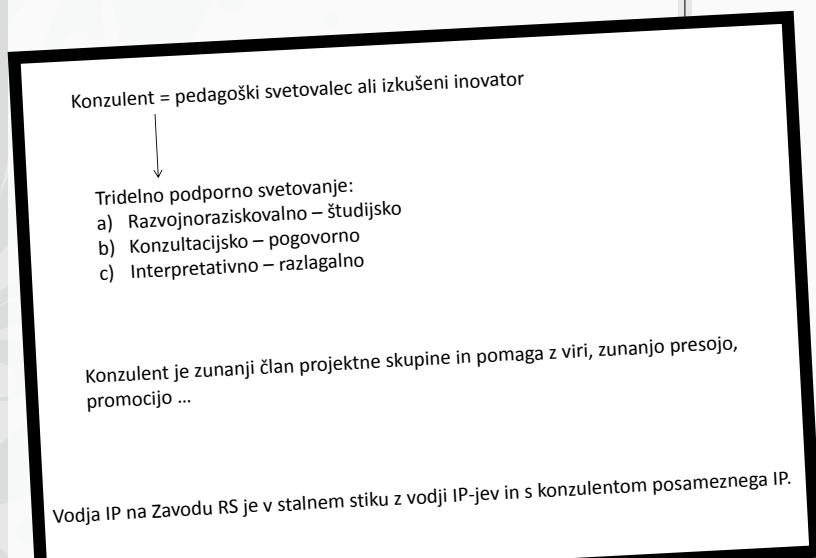 Konzulent = pedagoški svetovalec ali izkušeni inovator
Tridelno podporno svetovanje:
a) Razvojnoraziskovalno – študijsko
b) Konzultacijsko – pogovorno
c) Interpretativno – razlagalno
Konzulent je zunanji član projektne skupine in pomaga z viri, zunanjo presojo,
promocijo ...
Vodja IP na Zavodu RS je v stalnem stiku z vodji IP-jev in s konzulentom posameznega IP.